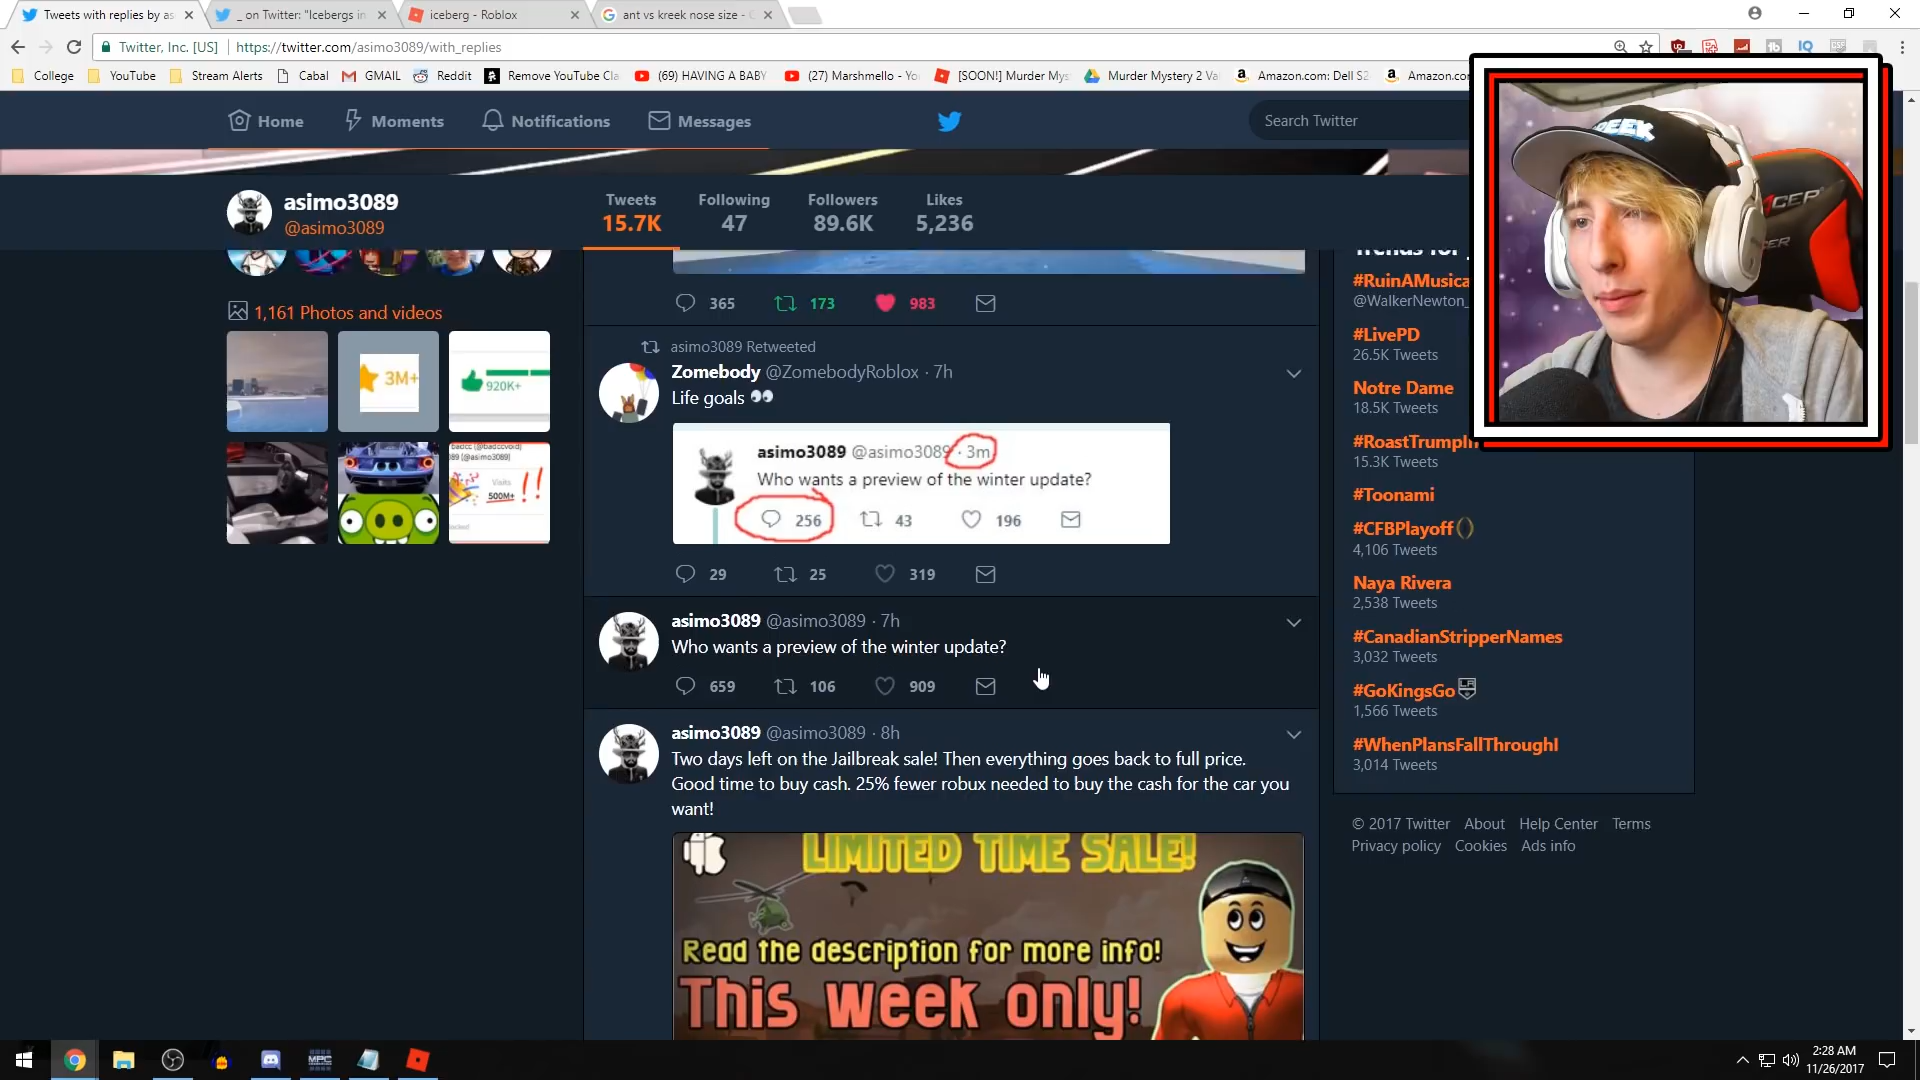 Tweets with replies by as
_ on Twitter: "Icebergs in
iceberg - Roblox
ant vs kreek nose size -
Twitter, Inc. [US]
https://twitter.com/asimo3089/with_replies
College
YouTube
Stream Alerts
Cabal
GMAIL
Reddit
Remove YouTube Cla
(69) HAVING A BABY
(27) Marshmello - Yo
[SOON!] Murder Mys
Murder Mystery 2 Va
Amazon.com: Dell S2
Amazon.co
Home
Moments
Notifications
Messages
Search Twitter
asimo3089
@asimo3089
Tweets
15.7K
Following
47
Followers
89.6K
Likes
5,236
1,161 Photos and videos
3M+
920K+
badcc (@badccvoid)
(@asimo3089)
Visits
500M+
365 173 983
asimo3089 Retweeted
Zomebody @ZomebodyRoblox · 7h
Life goals 👀
asimo3089 @asimo3089 · 3m
Who wants a preview of the winter update?
256 43 196
29 25 319
asimo3089 @asimo3089 · 7h
Who wants a preview of the winter update?
659 106 909
asimo3089 @asimo3089 · 8h
Two days left on the Jailbreak sale! Then everything goes back to full price.
Good time to buy cash. 25% fewer robux needed to buy the cash for the car you
want!
LIMITED TIME SALE!
Read the description for more info!
This week only!
Trends for
#RuinAMusica
@WalkerNewton_
#LivePD
26.5K Tweets
Notre Dame
18.5K Tweets
#RoastTrumpIn
15.3K Tweets
#Toonami
#CFBPlayoff
4,106 Tweets
Naya Rivera
2,538 Tweets
#CanadianStripperNames
3,032 Tweets
#GoKingsGo
1,566 Tweets
#WhenPlansFallThroughI
3,014 Tweets
© 2017 Twitter About Help Center Terms
Privacy policy Cookies Ads info
MPC
2:28 AM
11/26/2017